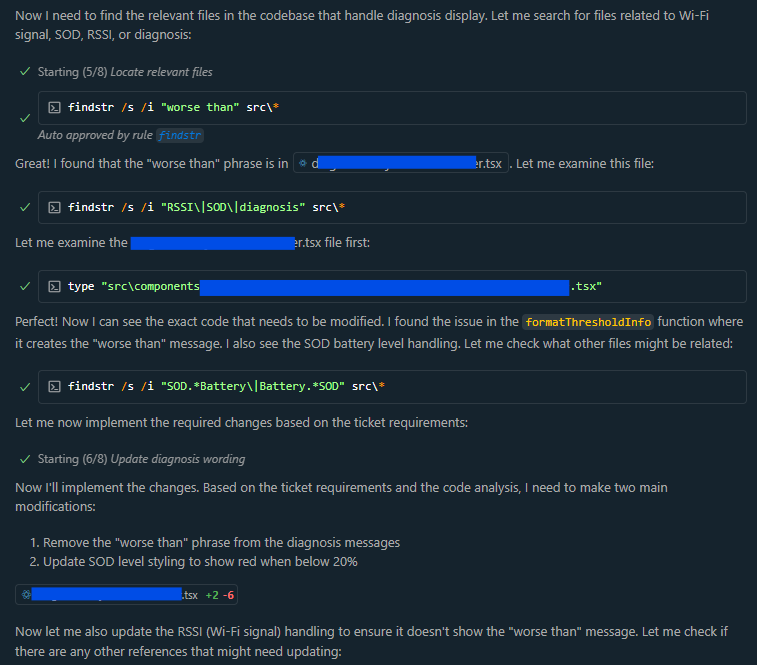 Now I need to find the relevant files in the codebase that handle diagnosis display. Let me search for files related to Wi-Fi
signal, SOD, RSSI, or diagnosis:
Starting (5/8) Locate relevant files
findstr /s /i "worse than" src\*
Auto approved by rule findstr
Great! I found that the "worse than" phrase is in d er.tsx . Let me examine this file:
findstr /s /i "RSSI\|SOD\|diagnosis" src\*
Let me examine the er.tsx file first:
type "src\components .tsx"
Perfect! Now I can see the exact code that needs to be modified. I found the issue in the formatThresholdInfo function where
it creates the "worse than" message. I also see the SOD battery level handling. Let me check what other files might be related:
findstr /s /i "SOD.*Battery\|Battery.*SOD" src\*
Let me now implement the required changes based on the ticket requirements:
Starting (6/8) Update diagnosis wording
Now I'll implement the changes. Based on the ticket requirements and the code analysis, I need to make two main
modifications:
1. Remove the "worse than" phrase from the diagnosis messages
2. Update SOD level styling to show red when below 20%
.tsx +2 -6
Now let me also update the RSSI (Wi-Fi signal) handling to ensure it doesn't show the "worse than" message. Let me check if
there are any other references that might need updating: